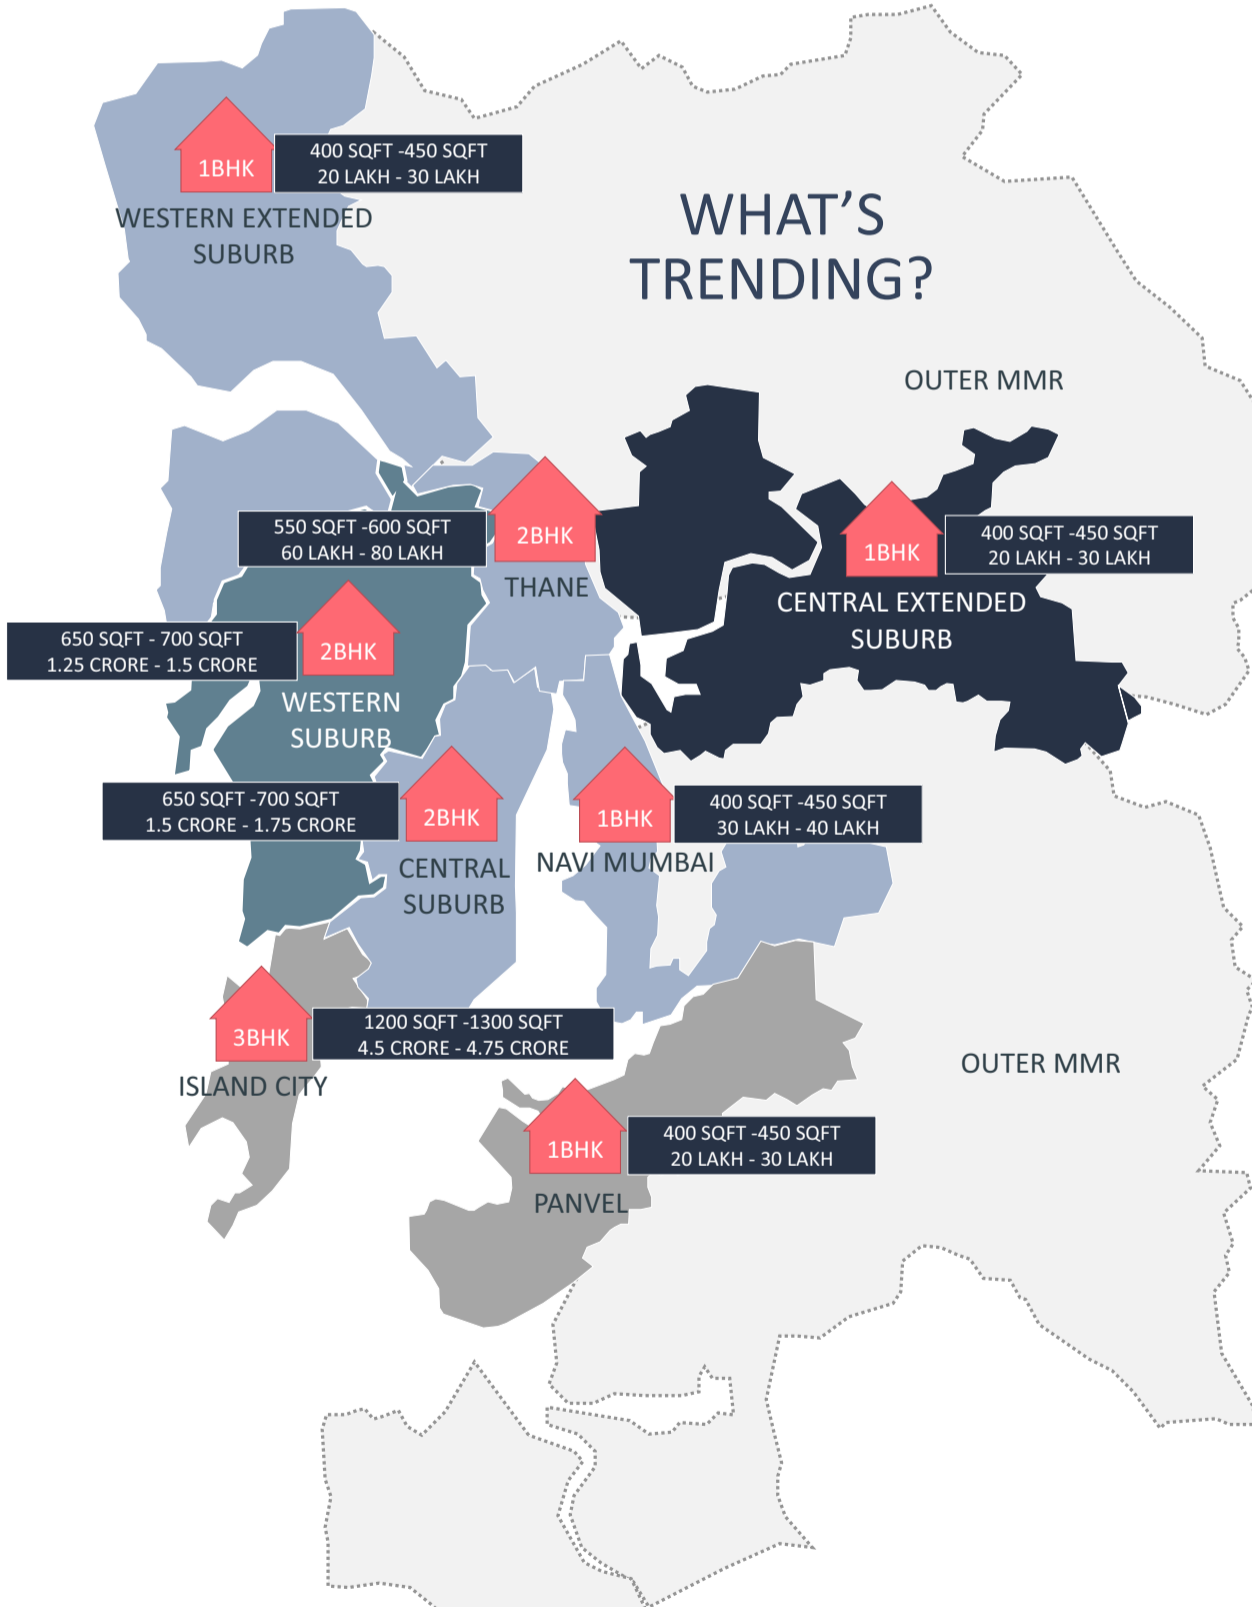 1BHK
400 SQFT -450 SQFT
20 LAKH - 30 LAKH
WESTERN EXTENDED
SUBURB
WHAT'S
TRENDING?
OUTER MMR
550 SQFT -600 SQFT
60 LAKH - 80 LAKH
2BHK
THANE
1BHK
400 SQFT -450 SQFT
20 LAKH - 30 LAKH
CENTRAL EXTENDED
SUBURB
650 SQFT - 700 SQFT
1.25 CRORE - 1.5 CRORE
2BHK
WESTERN
SUBURB
650 SQFT -700 SQFT
1.5 CRORE - 1.75 CRORE
2BHK
CENTRAL
SUBURB
1BHK
400 SQFT -450 SQFT
30 LAKH - 40 LAKH
NAVI MUMBAI
3BHK
1200 SQFT -1300 SQFT
4.5 CRORE - 4.75 CRORE
ISLAND CITY
OUTER MMR
1BHK
400 SQFT -450 SQFT
20 LAKH - 30 LAKH
PANVEL